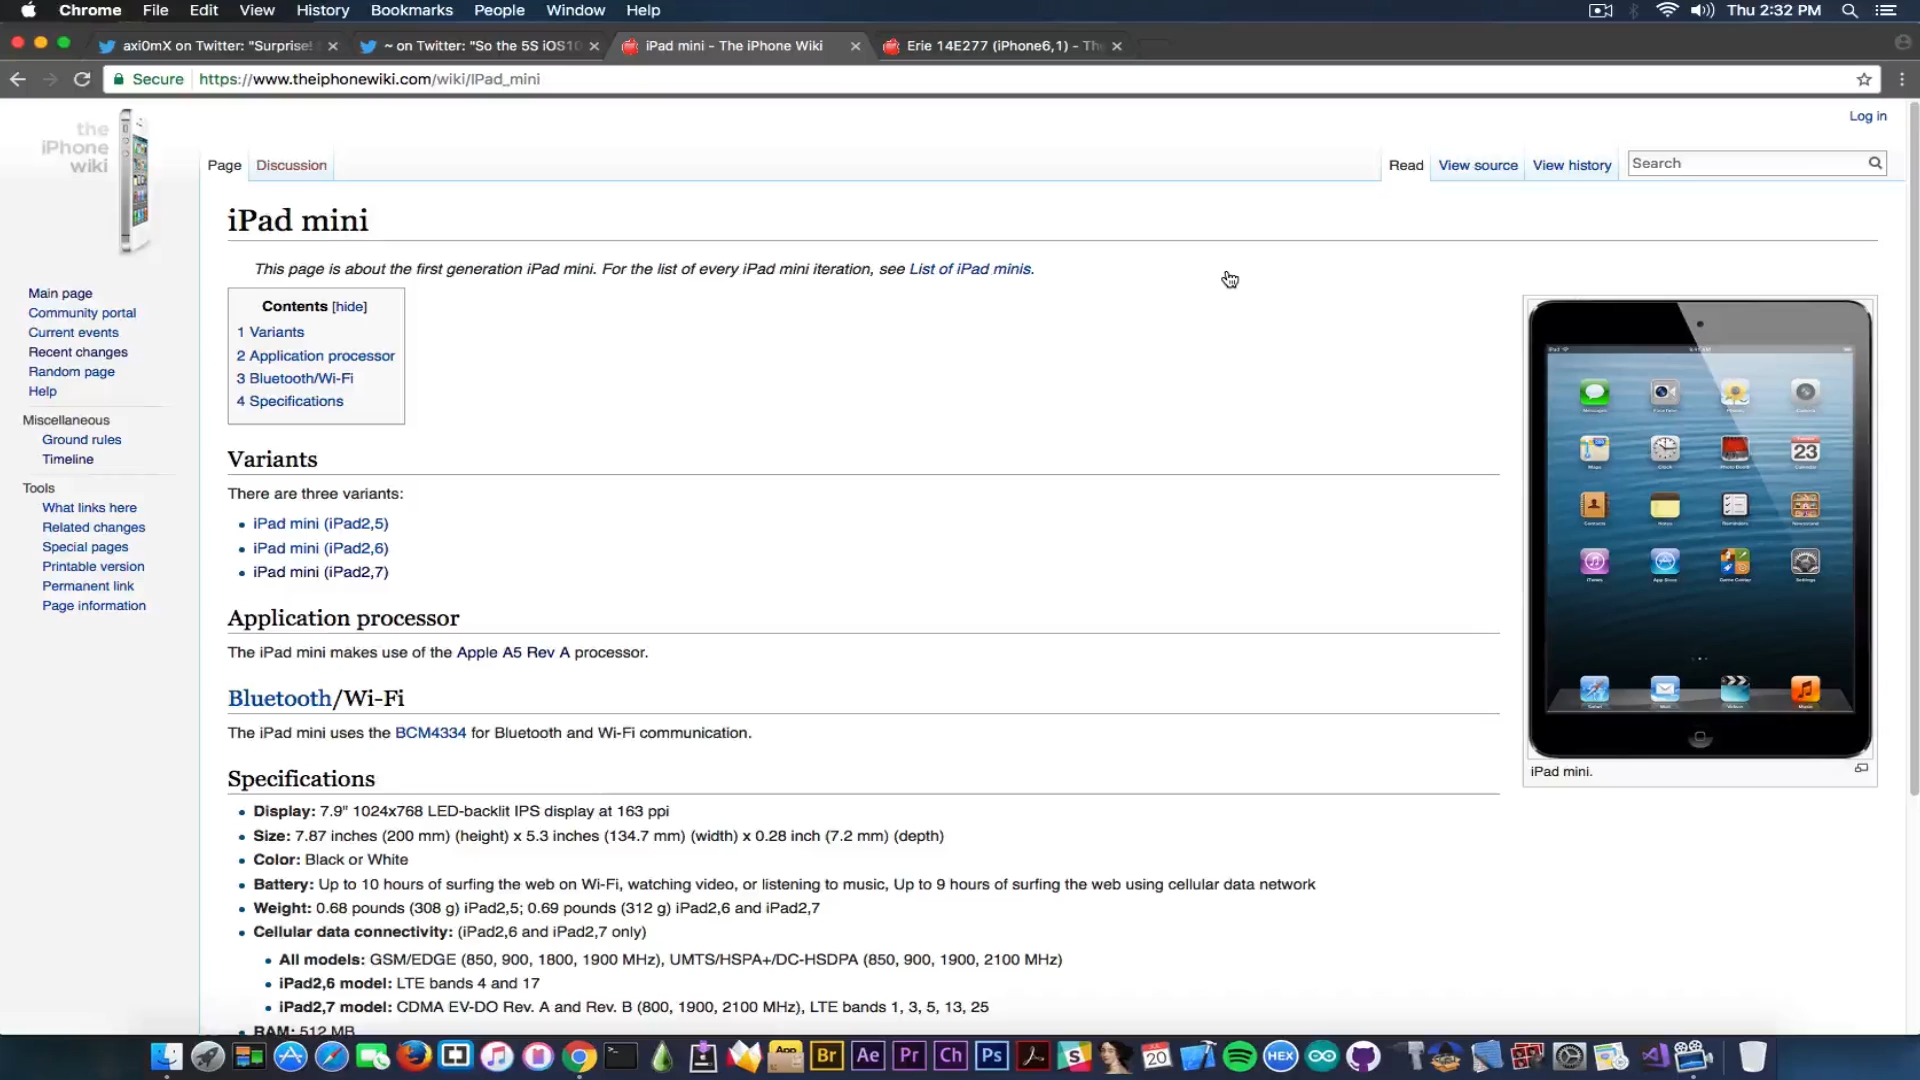 Chrome File Edit View History Bookmarks People Window Help Thu 2:32 PM
axi0mX on Twitter: "Surprise! ~ on Twitter: "So the 5S iOS10 iPad mini - The iPhone Wiki Erie 14E277 (iPhone6,1) - The
Secure https://www.theiphonewiki.com/wiki/IPad_mini
Log in
the
iPhone
wiki
Page Discussion Read View source View history Search
iPad mini
This page is about the first generation iPad mini. For the list of every iPad mini iteration, see List of iPad minis.
Main page
Community portal
Current events
Recent changes
Random page
Help
Miscellaneous
Ground rules
Timeline
Tools
What links here
Related changes
Special pages
Printable version
Permanent link
Page information
Contents [hide]
1 Variants
2 Application processor
3 Bluetooth/Wi-Fi
4 Specifications
Variants
There are three variants:
iPad mini (iPad2,5)
iPad mini (iPad2,6)
iPad mini (iPad2,7)
Application processor
The iPad mini makes use of the Apple A5 Rev A processor.
Bluetooth/Wi-Fi
The iPad mini uses the BCM4334 for Bluetooth and Wi-Fi communication.
Specifications
Display: 7.9" 1024x768 LED-backlit IPS display at 163 ppi
Size: 7.87 inches (200 mm) (height) x 5.3 inches (134.7 mm) (width) x 0.28 inch (7.2 mm) (depth)
Color: Black or White
Battery: Up to 10 hours of surfing the web on Wi-Fi, watching video, or listening to music, Up to 9 hours of surfing the web using cellular data network
Weight: 0.68 pounds (308 g) iPad2,5; 0.69 pounds (312 g) iPad2,6 and iPad2,7
Cellular data connectivity: (iPad2,6 and iPad2,7 only)
All models: GSM/EDGE (850, 900, 1800, 1900 MHz), UMTS/HSPA+/DC-HSDPA (850, 900, 1900, 2100 MHz)
iPad2,6 model: LTE bands 4 and 17
iPad2,7 model: CDMA EV-DO Rev. A and Rev. B (800, 1900, 2100 MHz), LTE bands 1, 3, 5, 13, 25
RAM: 512 MB
23
iPad mini.
App Br Ae Pr Ch Ps S 20 HEX